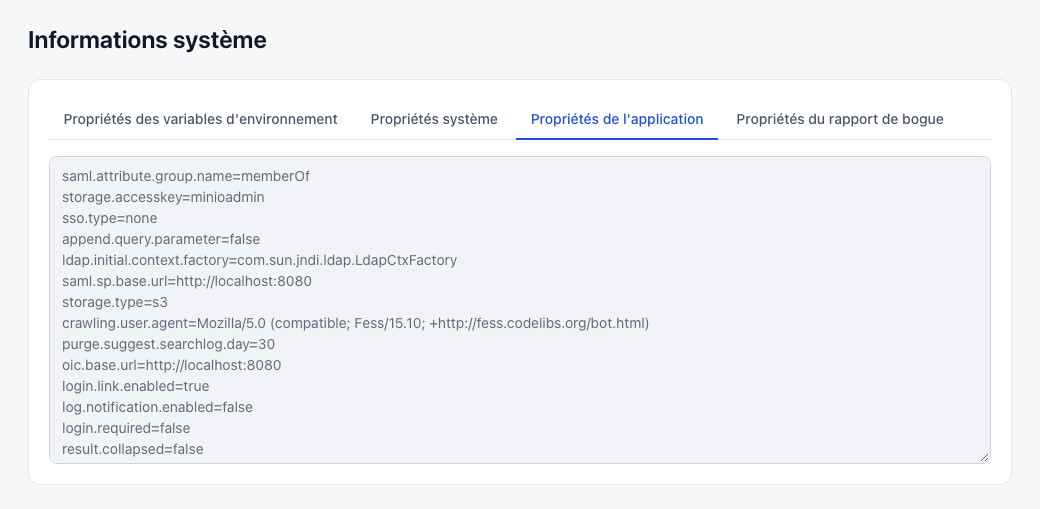 Informations système
Propriétés des variables d'environnement Propriétés système Propriétés de l'application Propriétés du rapport de bogue
saml.attribute.group.name=memberOf
storage.accesskey=minioadmin
sso.type=none
append.query.parameter=false
ldap.initial.context.factory=com.sun.jndi.ldap.LdapCtxFactory
saml.sp.base.url=http://localhost:8080
storage.type=s3
crawling.user.agent=Mozilla/5.0 (compatible; Fess/15.10; +http://fess.codelibs.org/bot.html)
purge.suggest.searchlog.day=30
oic.base.url=http://localhost:8080
login.link.enabled=true
log.notification.enabled=false
login.required=false
result.collapsed=false